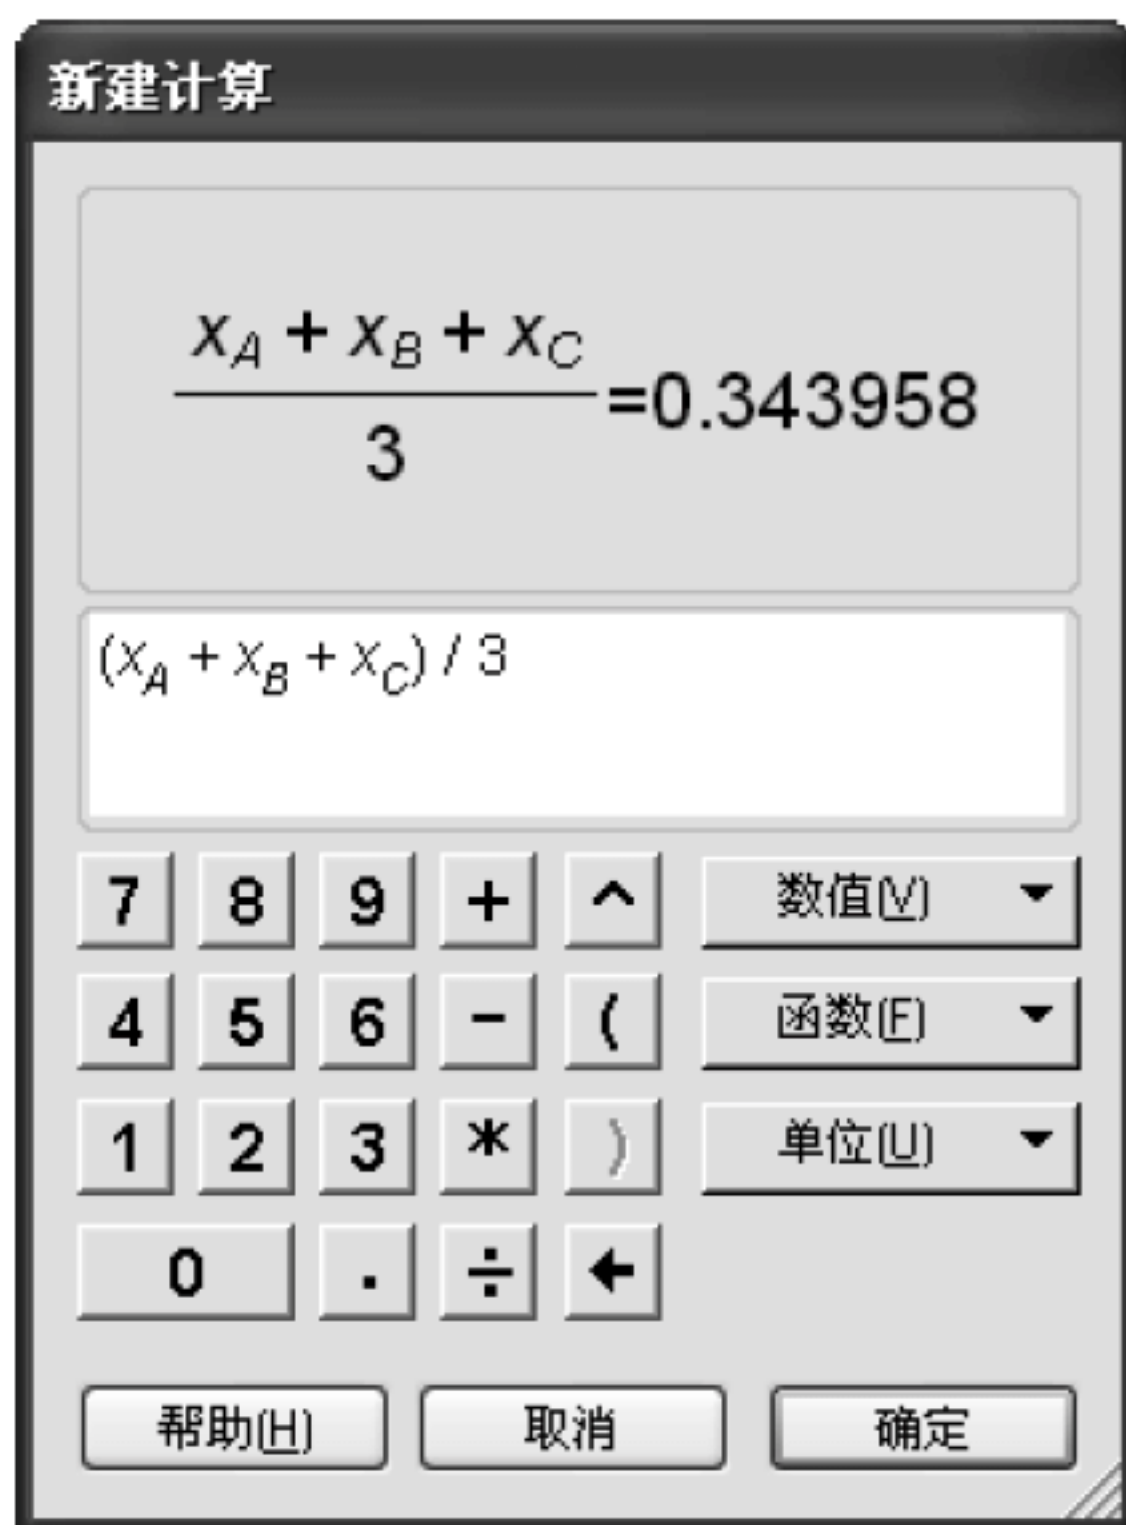 新建计算
x_A + x_B + x_C
=0.343958
3
(x_A + x_B + x_C) / 3
7 8 9 + ^ 数值(V)
4 5 6 - ( 函数(F)
1 2 3 * ) 单位(U)
0 . ÷ ←
帮助(H) 取消 确定